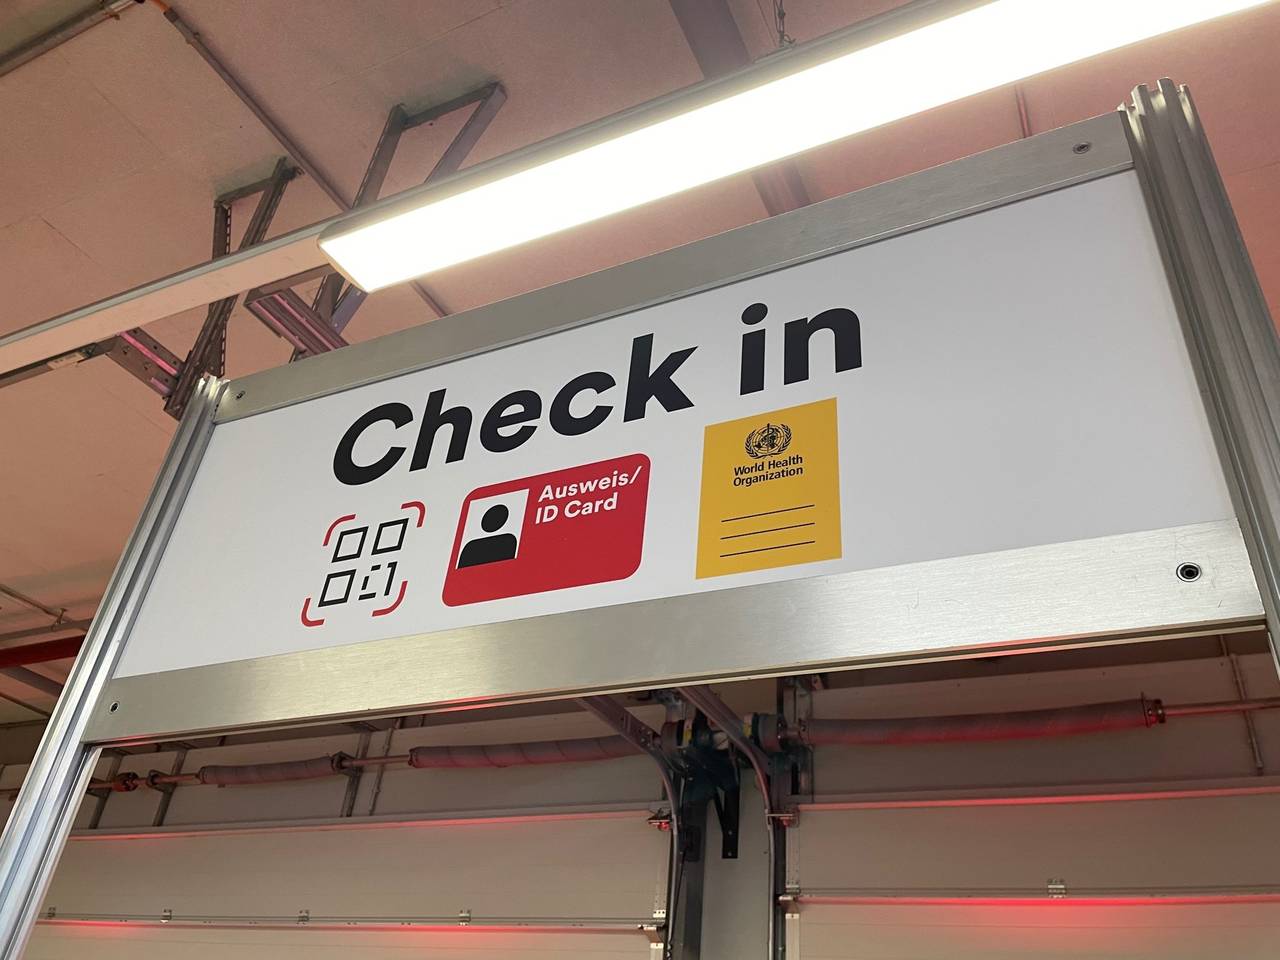 Check in
Ausweis/
ID Card
World Health
Organization